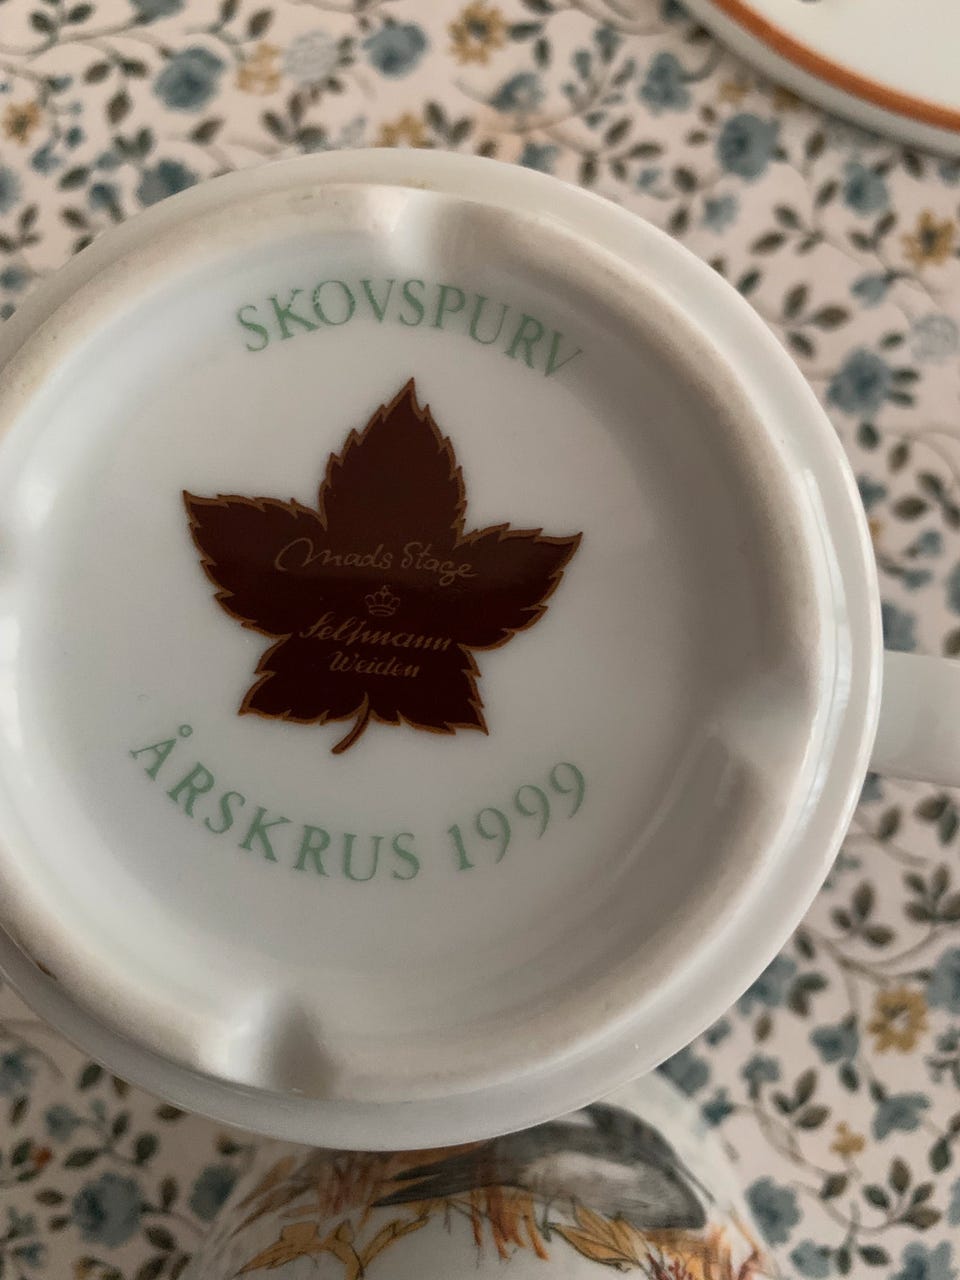 SKOVSPURV
Mads Stage
Seltmann
Weiden
ÅRSKRUS 1999